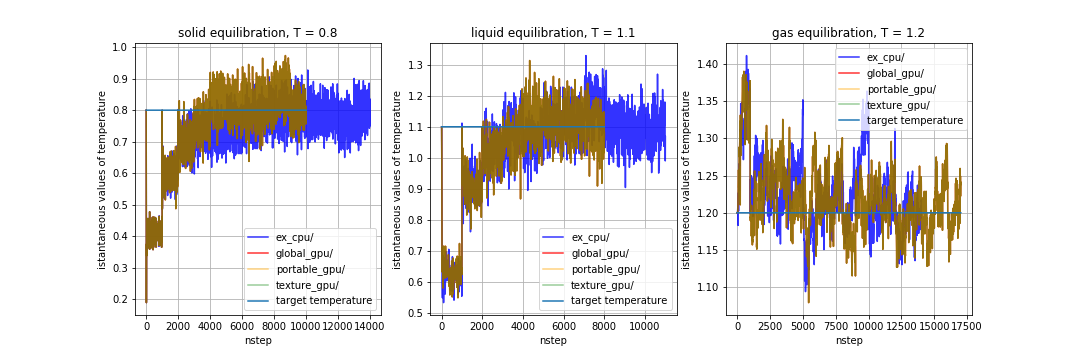 solid equilibration, T = 0.8
istantaneous values of temperature
1.0
0.9
0.8
0.7
0.6
0.5
0.4
0.3
0.2
0 2000 4000 6000 8000 10000 12000 14000
nstep
ex_cpu/
global_gpu/
portable_gpu/
texture_gpu/
target temperature
liquid equilibration, T = 1.1
istantaneous values of temperature
1.3
1.2
1.1
1.0
0.9
0.8
0.7
0.6
0.5
0 2000 4000 6000 8000 10000
nstep
ex_cpu/
global_gpu/
portable_gpu/
texture_gpu/
target temperature
gas equilibration, T = 1.2
istantaneous values of temperature
1.40
1.35
1.30
1.25
1.20
1.15
1.10
0 2500 5000 7500 10000 12500 15000 17500
nstep
ex_cpu/
global_gpu/
portable_gpu/
texture_gpu/
target temperature